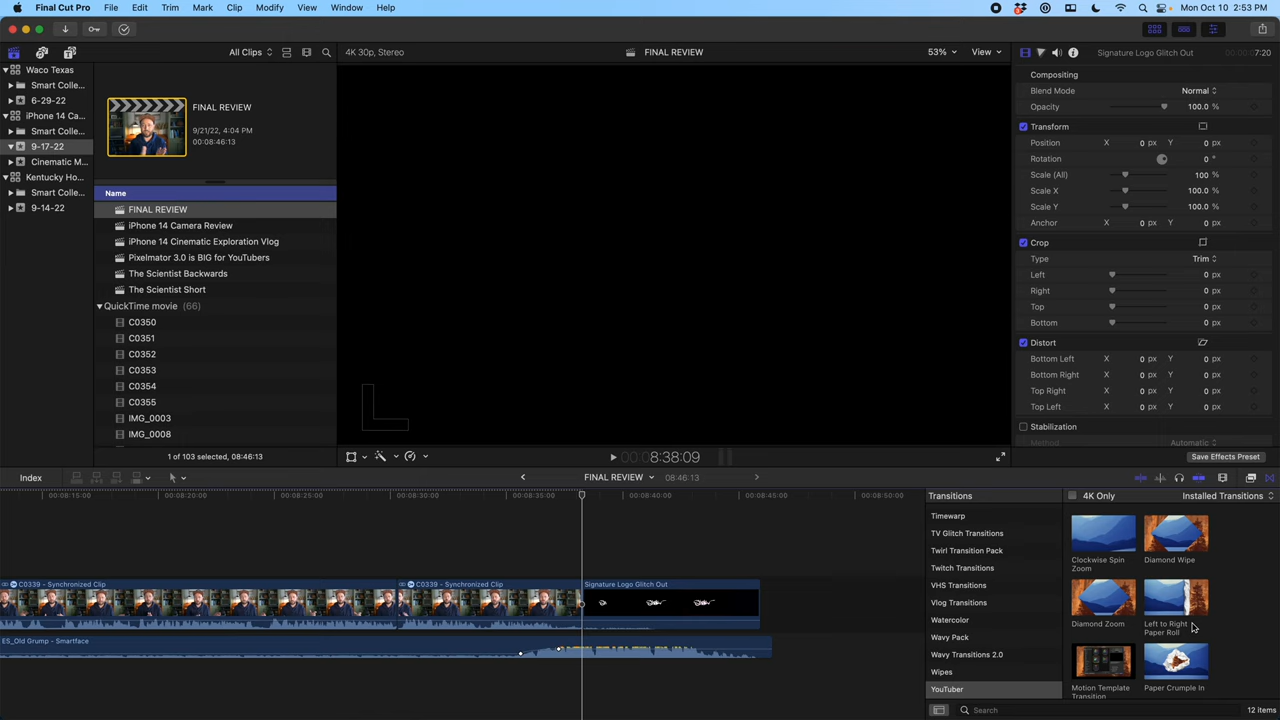 Final Cut Pro File Edit Trim Mark Clip Modify View Window Help Mon Oct 10 2:53 PM
All Clips 4K 30p, Stereo FINAL REVIEW 53% View Signature Logo Glitch Out 7:20
Waco Texas
Smart Colle...
6-29-22
iPhone 14 Ca...
Smart Colle...
9-17-22
Cinematic M...
Kentucky Ho...
Smart Colle...
9-14-22
FINAL REVIEW
9/21/22, 4:04 PM
00:08:46:13
Name
FINAL REVIEW
iPhone 14 Camera Review
iPhone 14 Cinematic Exploration Vlog
Pixelmator 3.0 is BIG for YouTubers
The Scientist Backwards
The Scientist Short
QuickTime movie (66)
C0350
C0351
C0352
C0353
C0354
C0355
IMG_0003
IMG_0008
1 of 103 selected, 08:46:13
00:08:38:09
Compositing
Blend Mode Normal
Opacity 100.0 %
Transform
Position X 0 px Y 0 px
Rotation 0 °
Scale (All) 100 %
Scale X 100.0 %
Scale Y 100.0 %
Anchor X 0 px Y 0 px
Crop
Type Trim
Left 0 px
Right 0 px
Top 0 px
Bottom 0 px
Distort
Bottom Left X 0 px Y 0 px
Bottom Right X 0 px Y 0 px
Top Right X 0 px Y 0 px
Top Left X 0 px Y 0 px
Stabilization
Method Automatic
Save Effects Preset
Index FINAL REVIEW 08:46:13
00:08:15:00 00:08:20:00 00:08:25:00 00:08:30:00 00:08:35:00 00:08:40:00 00:08:45:00 00:08:50:00
C0339 - Synchronized Clip C0339 - Synchronized Clip Signature Logo Glitch Out
ES_Old Grump - Smartface
Transitions 4K Only Installed Transitions
Timewarp
TV Glitch Transitions
Twirl Transition Pack
Twitch Transitions
VHS Transitions
Vlog Transitions
Watercolor
Wavy Pack
Wavy Transitions 2.0
Wipes
YouTuber
Clockwise Spin
Zoom
Diamond Wipe
Diamond Zoom
Left to Right
Paper Roll
Motion Template
Transition
Paper Crumple In
Search 12 items